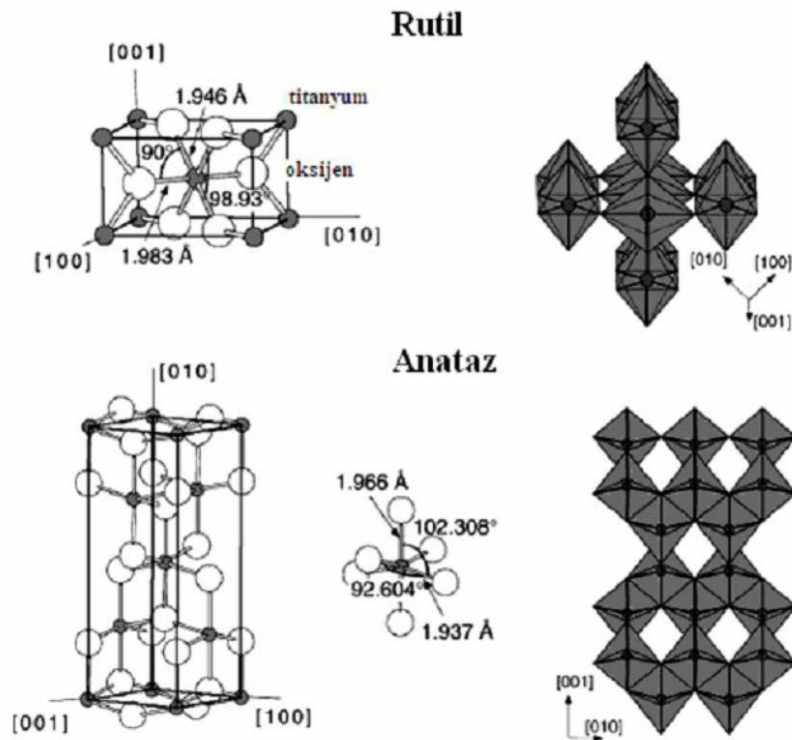 Rutil
[001]
1.946 Å
titanyum
90°
oksijen
98.93°
[010]
[100]
1.983 Å
[010]
[100]
[001]
Anataz
[010]
1.966 Å
102.308°
92.604°
1.937 Å
[001]
[100]
[001]
[010]